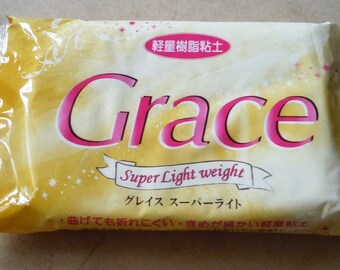 軽量樹脂粘土
Grace
Super Light weight
グレイス スーパーライト
・曲げても折れにくい・きめが細かい軽量粘土